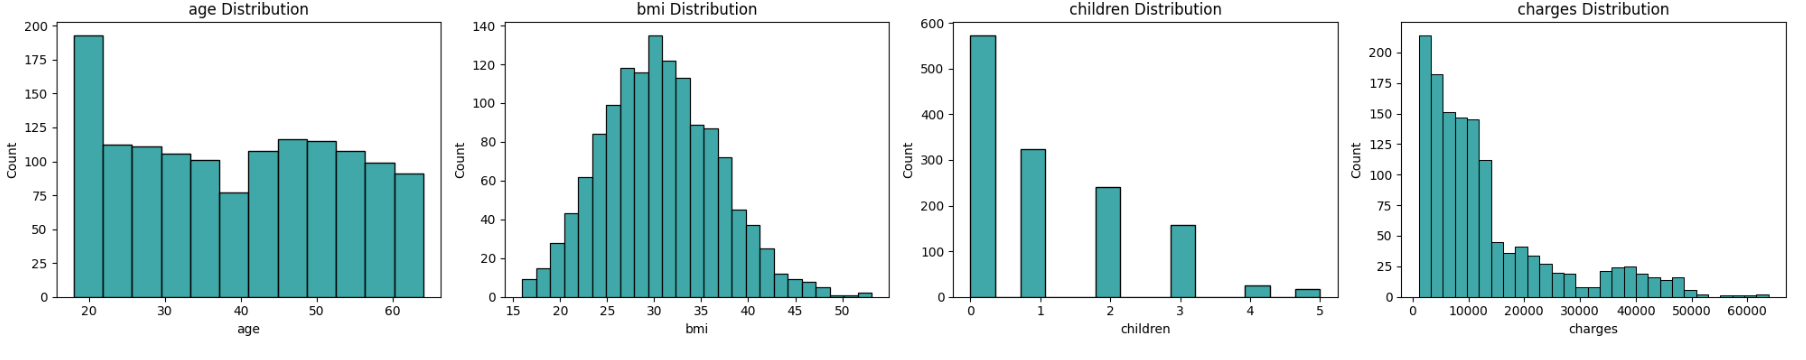 age Distribution
200
175
150
125
100
75
50
25
0
Count
20 30 40 50 60
age
bmi Distribution
140
120
100
80
60
40
20
0
Count
15 20 25 30 35 40 45 50
bmi
children Distribution
600
500
400
300
200
100
0
Count
0 1 2 3 4 5
children
charges Distribution
200
175
150
125
100
75
50
25
0
Count
0 10000 20000 30000 40000 50000 60000
charges